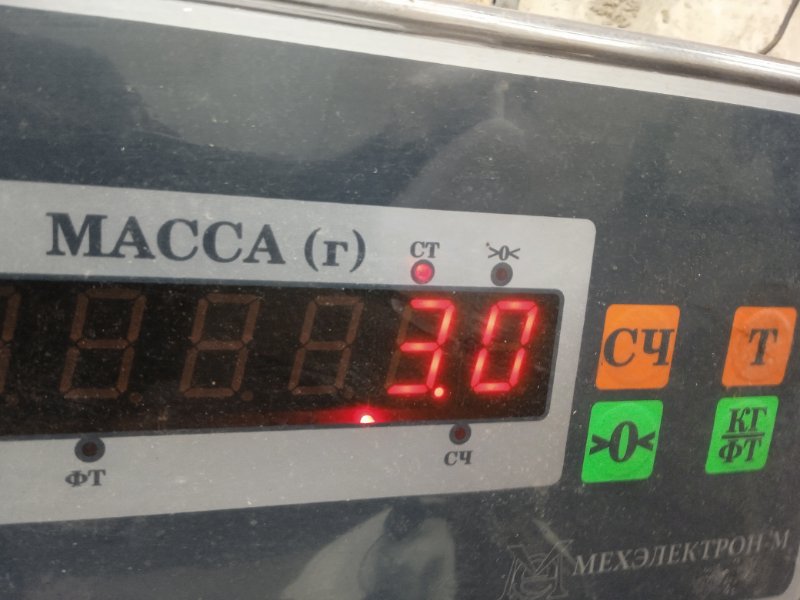 МАССА (г)
СТ >0<
3.0
ФТ СЧ
СЧ Т
>0< КГ
ФТ
МЕХЭЛЕКТРОН-М